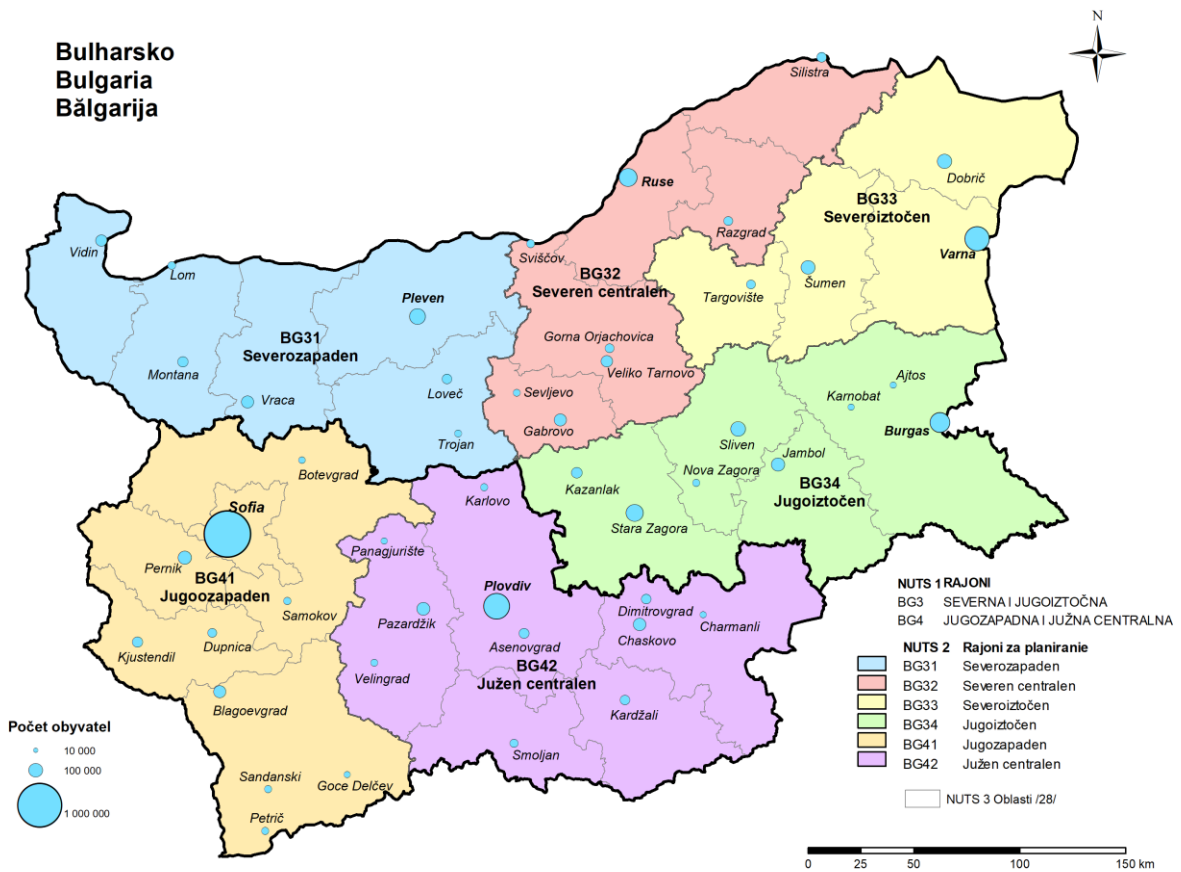 Bulharsko
Bulgaria
Bălgarija
N
Silistra
Ruse
Dobrič
BG33
Severoiztočen
Razgrad
Varna
Vidin
Lom
Sviščov
BG32
Severen centralen
Targovište
Šumen
Pleven
BG31
Severozapaden
Gorna Orjachovica
Veliko Tarnovo
Montana
Vraca
Loveč
Sevljevo
Gabrovo
Trojan
Ajtos
Karnobat
Burgas
Sliven
Jambol
Nova Zagora
BG34
Jugoiztočen
Kazanlak
Stara Zagora
Botevgrad
Sofia
Karlovo
Panagjurište
Pernik
BG41
Jugoozapaden
Samokov
Plovdiv
Pazardžik
Asenovgrad
BG42
Južen centralen
Dimitrovgrad
Chaskovo
Charmanli
Kjustendil
Dupnica
Velingrad
Blagoevgrad
Kardžali
Smoljan
Sandanski
Goce Delčev
Petrič
Počet obyvatel
10 000
100 000
1 000 000
NUTS 1 RAJONI
BG3 SEVERNA I JUGOIZTOČNA
BG4 JUGOZAPADNA I JUŽNA CENTRALNA
NUTS 2 Rajoni za planiranie
BG31 Severozapaden
BG32 Severen centralen
BG33 Severoiztočen
BG34 Jugoiztočen
BG41 Jugozapaden
BG42 Južen centralen
NUTS 3 Oblasti /28/
0 25 50 100 150 km